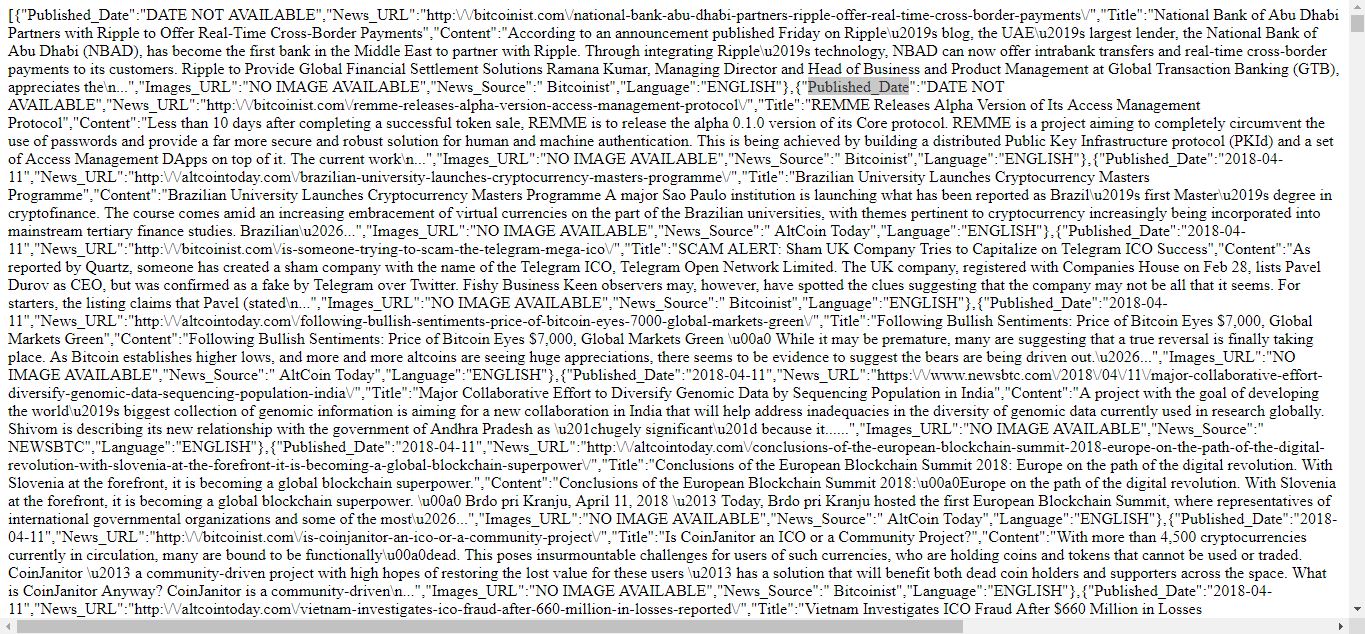 [{"Published_Date":"DATE NOT AVAILABLE","News_URL":"http:\/\/bitcoinist.com\/national-bank-abu-dhabi-partners-ripple-offer-real-time-cross-border-payments\/","Title":"National Bank of Abu Dhabi
Partners with Ripple to Offer Real-Time Cross-Border Payments","Content":"According to an announcement published Friday on Ripple\u2019s blog, the UAE\u2019s largest lender, the National Bank of
Abu Dhabi (NBAD), has become the first bank in the Middle East to partner with Ripple. Through integrating Ripple\u2019s technology, NBAD can now offer intrabank transfers and real-time cross-border
payments to its customers. Ripple to Provide Global Financial Settlement Solutions Ramana Kumar, Managing Director and Head of Business and Product Management at Global Transaction Banking (GTB),
appreciates the\n...","Images_URL":"NO IMAGE AVAILABLE","News_Source":" Bitcoinist","Language":"ENGLISH"},{"Published_Date":"DATE NOT
AVAILABLE","News_URL":"http:\/\/bitcoinist.com\/remme-releases-alpha-version-access-management-protocol\/","Title":"REMME Releases Alpha Version of Its Access Management
Protocol","Content":"Less than 10 days after completing a successful token sale, REMME is to release the alpha 0.1.0 version of its Core protocol. REMME is a project aiming to completely circumvent the
use of passwords and provide a far more secure and robust solution for human and machine authentication. This is being achieved by building a distributed Public Key Infrastructure protocol (PKId) and a set
of Access Management DApps on top of it. The current work\n...","Images_URL":"NO IMAGE AVAILABLE","News_Source":" Bitcoinist","Language":"ENGLISH"},{"Published_Date":"2018-04-
11","News_URL":"http:\/\/altcointoday.com\/brazilian-university-launches-cryptocurrency-masters-programme\/","Title":"Brazilian University Launches Cryptocurrency Masters
Programme","Content":"Brazilian University Launches Cryptocurrency Masters Programme A major Sao Paulo institution is launching what has been reported as Brazil\u2019s first Master\u2019s degree in
cryptofinance. The course comes amid an increasing embracement of virtual currencies on the part of the Brazilian universities, with themes pertinent to cryptocurrency increasingly being incorporated into
mainstream tertiary finance studies. Brazilian\u2026...","Images_URL":"NO IMAGE AVAILABLE","News_Source":" AltCoin Today","Language":"ENGLISH"},{"Published_Date":"2018-04-
11","News_URL":"http:\/\/bitcoinist.com\/is-someone-trying-to-scam-the-telegram-mega-ico\/","Title":"SCAM ALERT: Sham UK Company Tries to Capitalize on Telegram ICO Success","Content":"As
reported by Quartz, someone has created a sham company with the name of the Telegram ICO, Telegram Open Network Limited. The UK company, registered with Companies House on Feb 28, lists Pavel
Durov as CEO, but was confirmed as a fake by Telegram over Twitter. Fishy Business Keen observers may, however, have spotted the clues suggesting that the company may not be all that it seems. For
starters, the listing claims that Pavel (stated\n...","Images_URL":"NO IMAGE AVAILABLE","News_Source":" Bitcoinist","Language":"ENGLISH"},{"Published_Date":"2018-04-
11","News_URL":"http:\/\/altcointoday.com\/following-bullish-sentiments-price-of-bitcoin-eyes-7000-global-markets-green\/","Title":"Following Bullish Sentiments: Price of Bitcoin Eyes $7,000, Global
Markets Green","Content":"Following Bullish Sentiments: Price of Bitcoin Eyes $7,000, Global Markets Green \u00a0 While it may be premature, many are suggesting that a true reversal is finally taking
place. As Bitcoin establishes higher lows, and more and more altcoins are seeing huge appreciations, there seems to be evidence to suggest the bears are being driven out.\u2026...","Images_URL":"NO
IMAGE AVAILABLE","News_Source":" AltCoin Today","Language":"ENGLISH"},{"Published_Date":"2018-04-11","News_URL":"https:\/\/www.newsbtc.com\/2018\/04\/11\/major-collaborative-effort-
diversify-genomic-data-sequencing-population-india\/","Title":"Major Collaborative Effort to Diversify Genomic Data by Sequencing Population in India","Content":"A project with the goal of developing
the world\u2019s biggest collection of genomic information is aiming for a new collaboration in India that will help address inadequacies in the diversity of genomic data currently used in research globally.
Shivom is describing its new relationship with the government of Andhra Pradesh as \u201chugely significant\u201d because it......","Images_URL":"NO IMAGE AVAILABLE","News_Source":"
NEWSBTC","Language":"ENGLISH"},{"Published_Date":"2018-04-11","News_URL":"http:\/\/altcointoday.com\/conclusions-of-the-european-blockchain-summit-2018-europe-on-the-path-of-the-digital-
revolution-with-slovenia-at-the-forefront-it-is-becoming-a-global-blockchain-superpower\/","Title":"Conclusions of the European Blockchain Summit 2018: Europe on the path of the digital revolution. With
Slovenia at the forefront, it is becoming a global blockchain superpower.","Content":"Conclusions of the European Blockchain Summit 2018:\u00a0Europe on the path of the digital revolution. With Slovenia
at the forefront, it is becoming a global blockchain superpower. \u00a0 Brdo pri Kranju, April 11, 2018 \u2013 Today, Brdo pri Kranju hosted the first European Blockchain Summit, where representatives of
international governmental organizations and some of the most\u2026...","Images_URL":"NO IMAGE AVAILABLE","News_Source":" AltCoin Today","Language":"ENGLISH"},{"Published_Date":"2018-
04-11","News_URL":"http:\/\/bitcoinist.com\/is-coinjanitor-an-ico-or-a-community-project\/","Title":"Is CoinJanitor an ICO or a Community Project?","Content":"With more than 4,500 cryptocurrencies
currently in circulation, many are bound to be functionally\u00a0dead. This poses insurmountable challenges for users of such currencies, who are holding coins and tokens that cannot be used or traded.
CoinJanitor \u2013 a community-driven project with high hopes of restoring the lost value for these users \u2013 has a solution that will benefit both dead coin holders and supporters across the space. What
is CoinJanitor Anyway? CoinJanitor is a community-driven\n...","Images_URL":"NO IMAGE AVAILABLE","News_Source":" Bitcoinist","Language":"ENGLISH"},{"Published_Date":"2018-04-
11","News_URL":"http:\/\/altcointoday.com\/vietnam-investigates-ico-fraud-after-660-million-in-losses-reported\/","Title":"Vietnam Investigates ICO Fraud After $660 Million in Losses